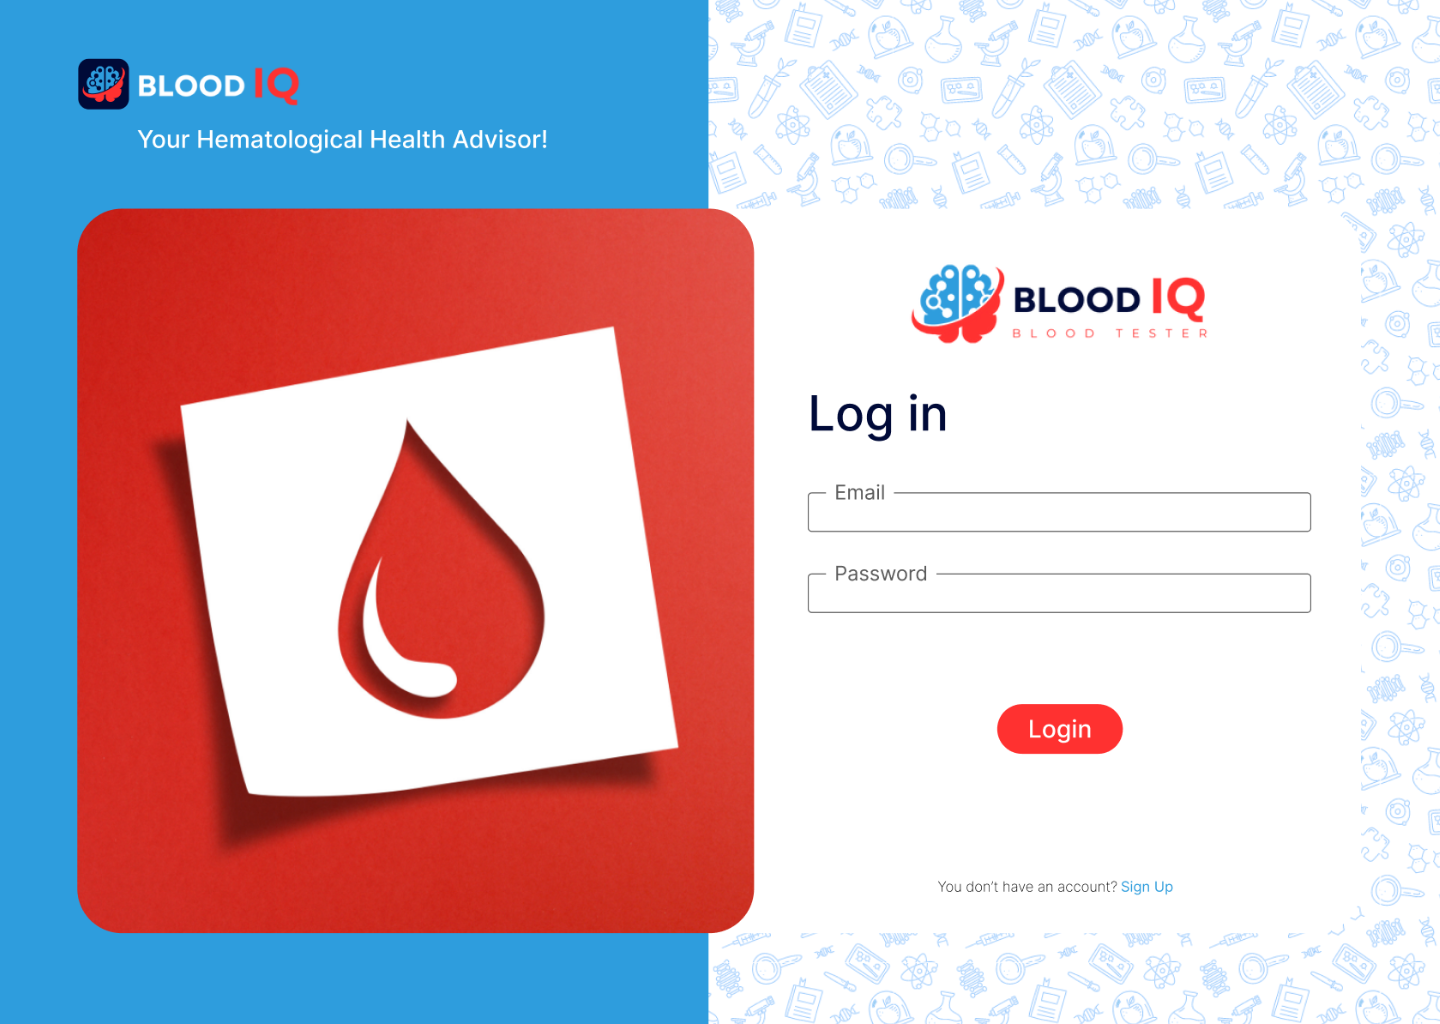 BLOOD IQ
Your Hematological Health Advisor!
BLOOD IQ
BLOOD TESTER
Log in
Email
Password
Login
You don't have an account? Sign Up